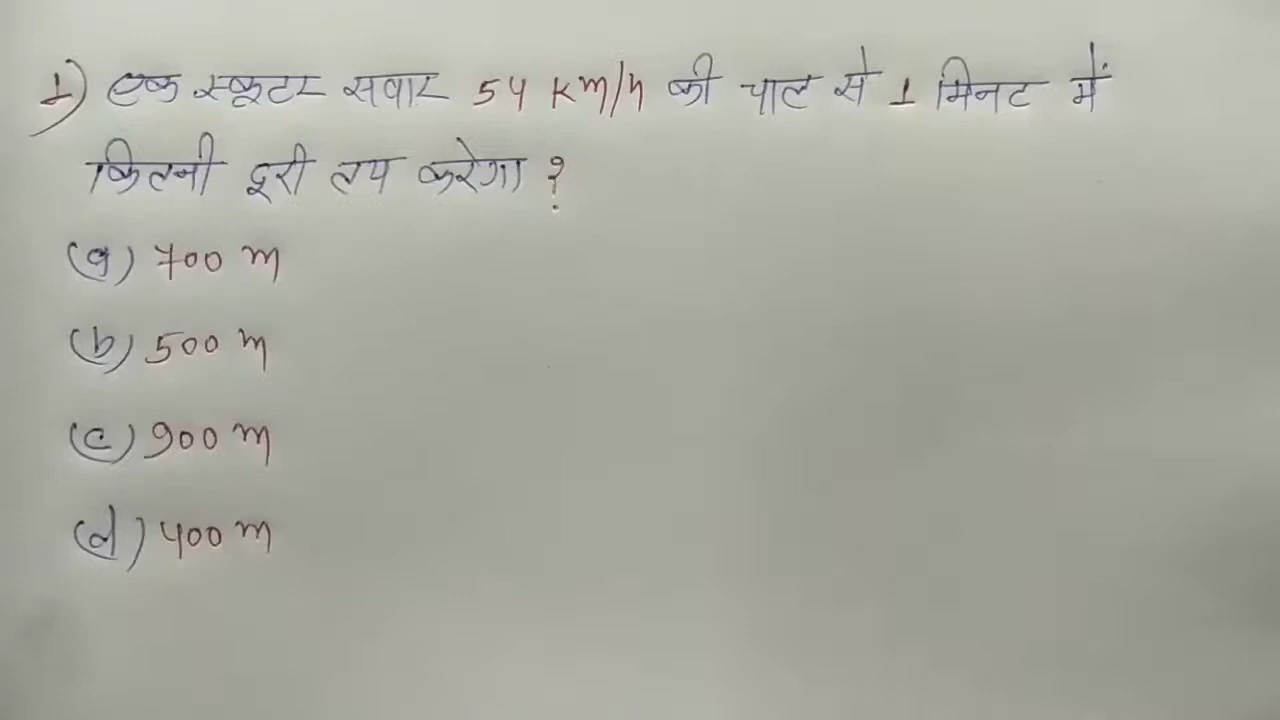 1) एक स्कूटर सवार 54 km/h की चाल से 1 मिनट में
कितनी दूरी तय करेगा ?
(a) 700 m
(b) 500 m
(c) 900 m
(d) 400 m